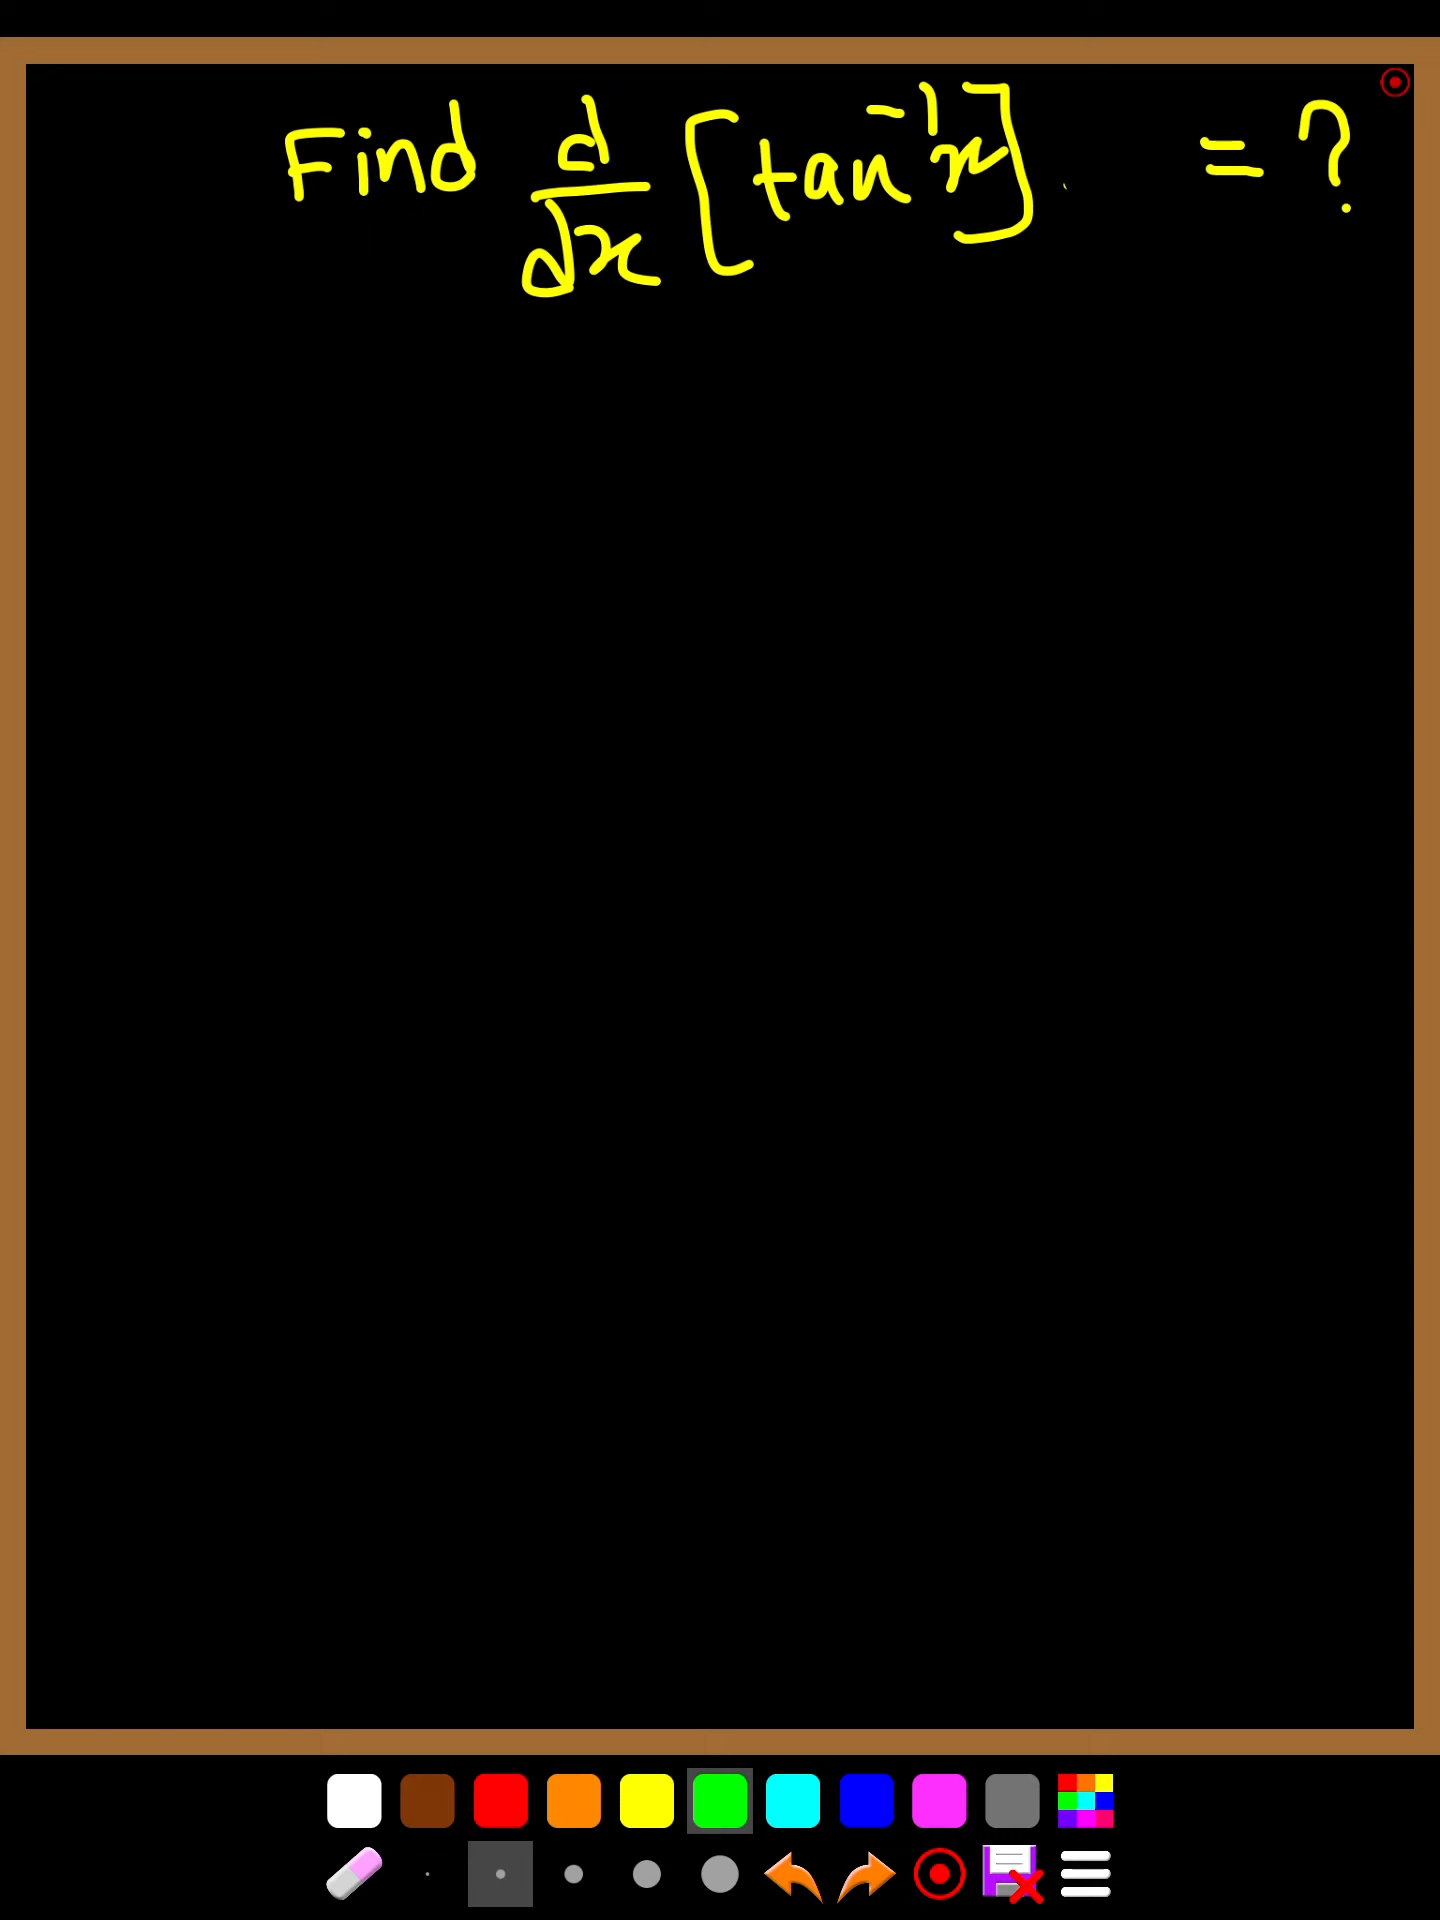 Find d/dx [tan⁻¹x] = ?